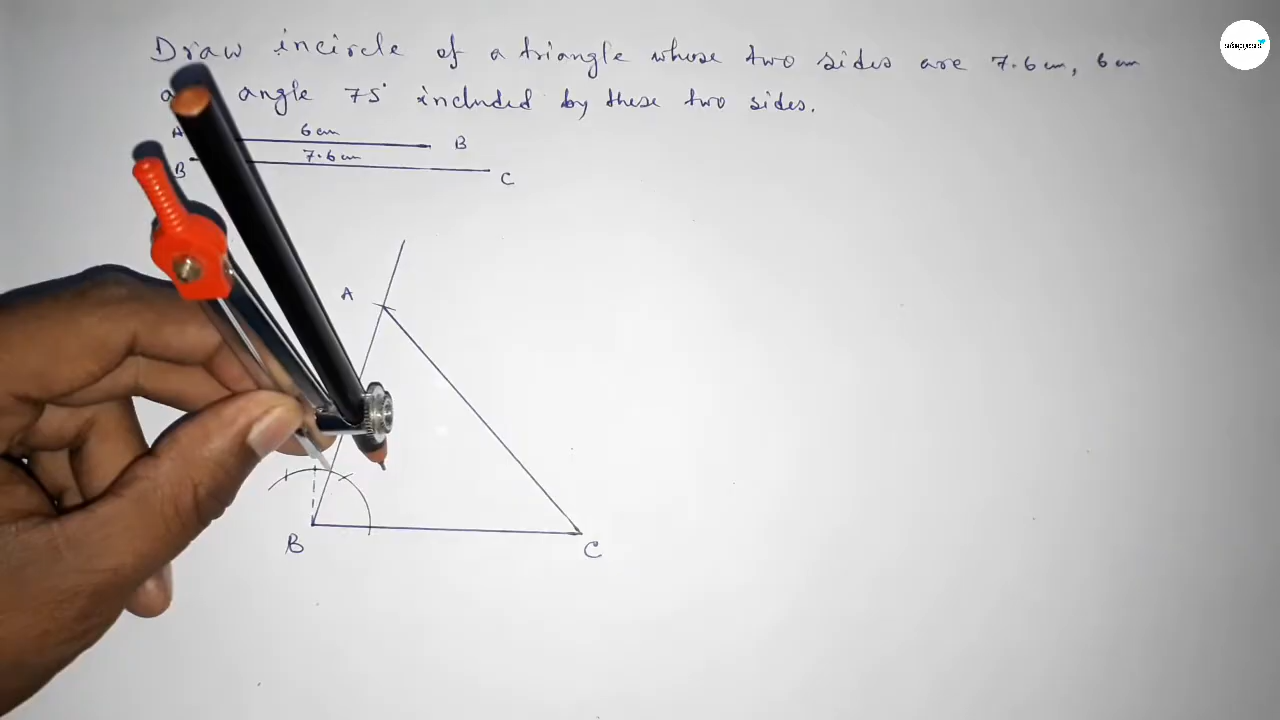 Draw incircle of a triangle whose two sides are 7.6 cm, 6 cm
angle 75° included by these two sides.
A 6 cm B
B 7.6 cm C
A
B C